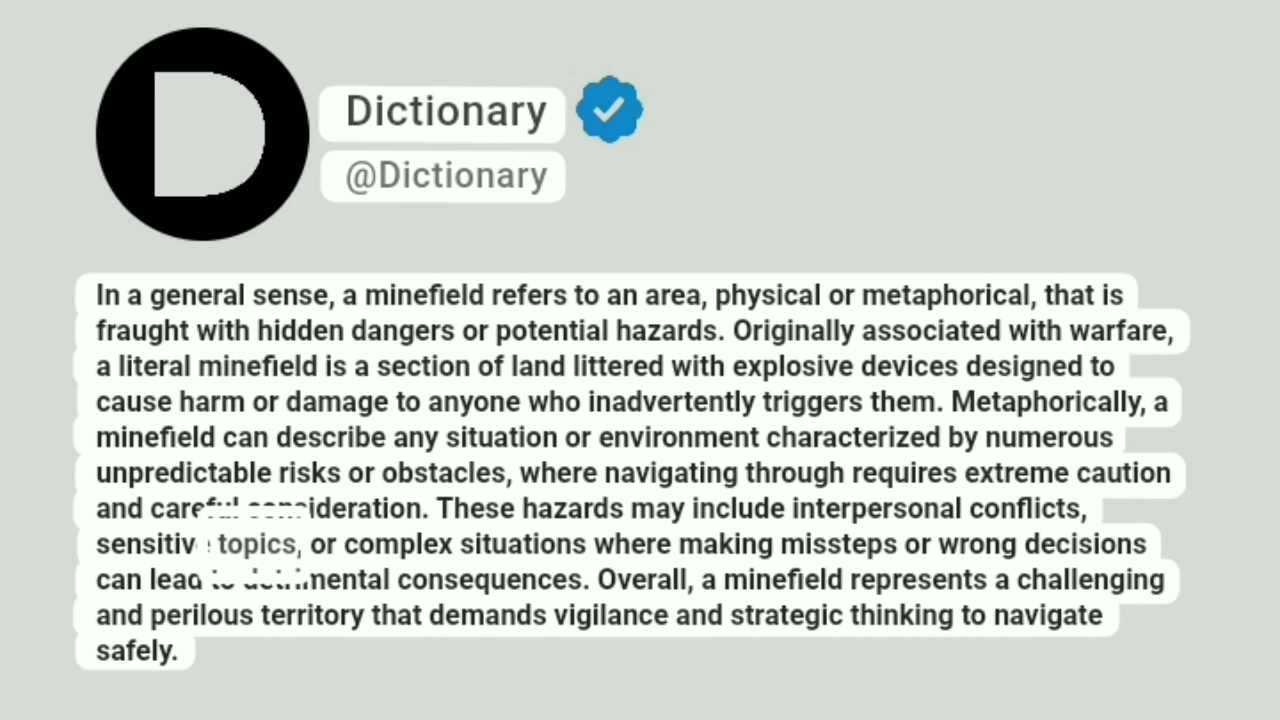 D
Dictionary
@Dictionary
In a general sense, a minefield refers to an area, physical or metaphorical, that is
fraught with hidden dangers or potential hazards. Originally associated with warfare,
a literal minefield is a section of land littered with explosive devices designed to
cause harm or damage to anyone who inadvertently triggers them. Metaphorically, a
minefield can describe any situation or environment characterized by numerous
unpredictable risks or obstacles, where navigating through requires extreme caution
and careful consideration. These hazards may include interpersonal conflicts,
sensitive topics, or complex situations where making missteps or wrong decisions
can lead to detrimental consequences. Overall, a minefield represents a challenging
and perilous territory that demands vigilance and strategic thinking to navigate
safely.